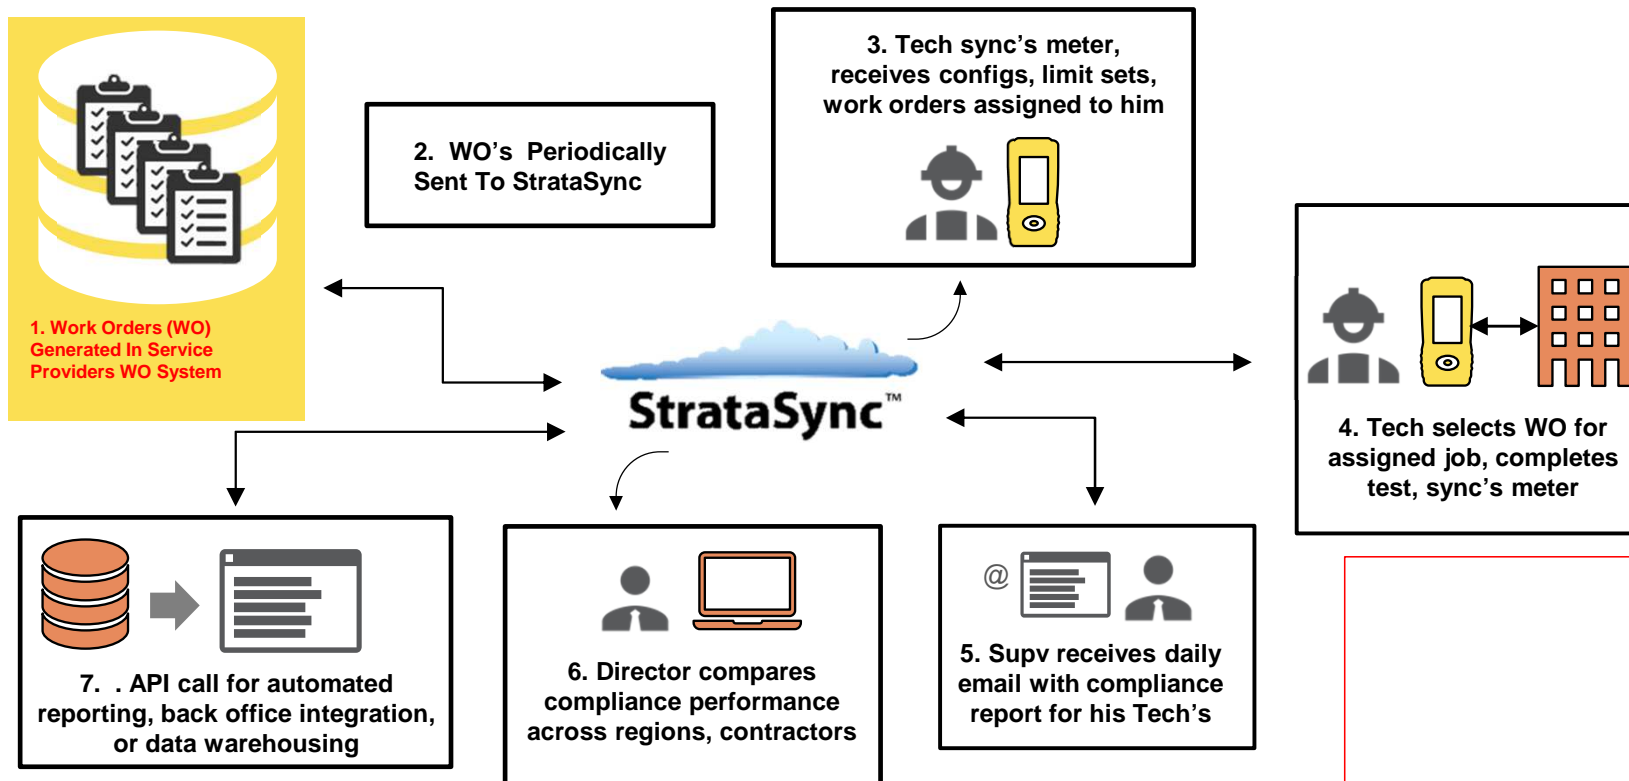 1. Work Orders (WO)
Generated In Service
Providers WO System
2. WO's Periodically
Sent To StrataSync
3. Tech sync's meter,
receives configs, limit sets,
work orders assigned to him
StrataSync™
4. Tech selects WO for
assigned job, completes
test, sync's meter
@
5. Supv receives daily
email with compliance
report for his Tech's
6. Director compares
compliance performance
across regions, contractors
7. . API call for automated
reporting, back office integration,
or data warehousing